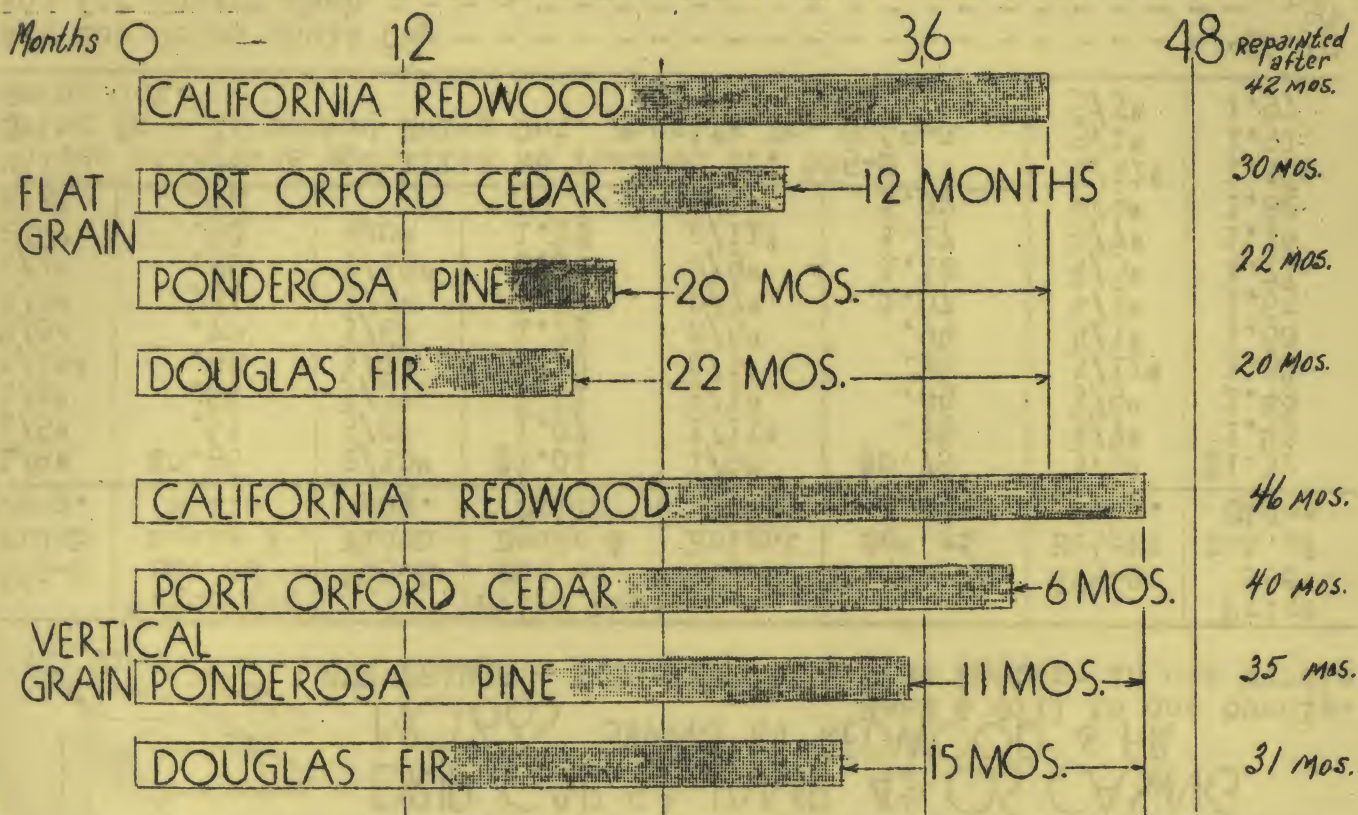 Months 0 - 12 36 48 Repainted after
CALIFORNIA REDWOOD 42 MOS.
FLAT GRAIN
PORT ORFORD CEDAR 12 MONTHS 30 MOS.
PONDEROSA PINE 20 MOS. 22 MOS.
DOUGLAS FIR 22 MOS. 20 MOS.
CALIFORNIA REDWOOD 46 MOS.
PORT ORFORD CEDAR 6 MOS. 40 MOS.
VERTICAL GRAIN
PONDEROSA PINE 11 MOS. 35 MOS.
DOUGLAS FIR 15 MOS. 31 MOS.